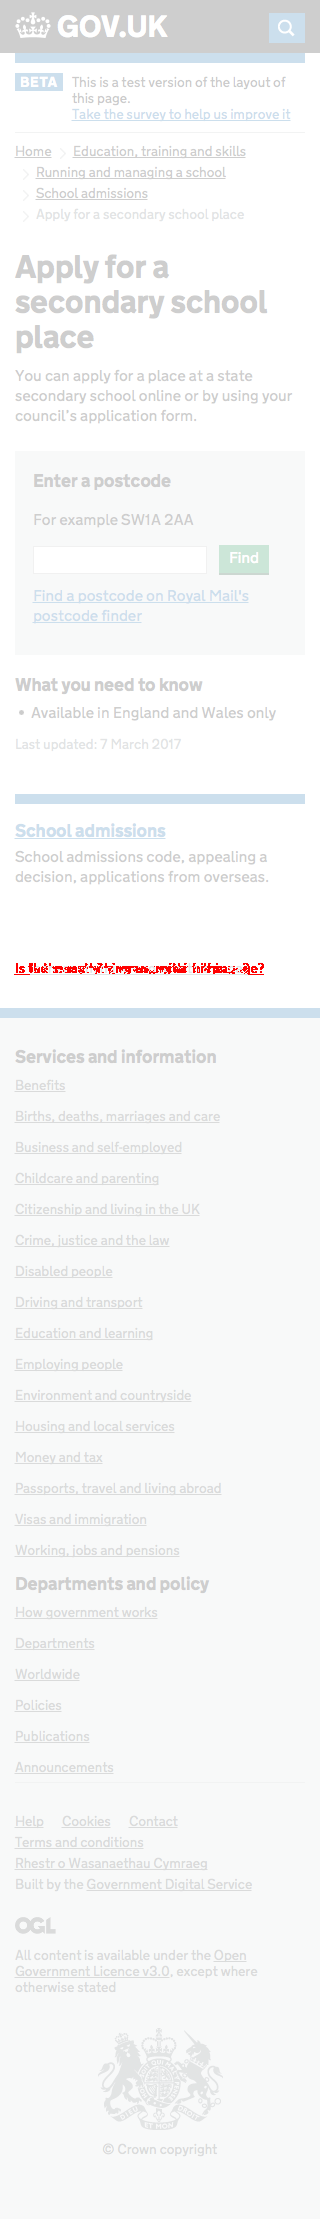 GOV.UK
BETA This is a test version of the layout of
this page.
Take the survey to help us improve it
Home > Education, training and skills
> Running and managing a school
> School admissions
> Apply for a secondary school place
Apply for a
secondary school
place
You can apply for a place at a state
secondary school online or by using your
council's application form.
Enter a postcode
For example SW1A 2AA
Find
Find a postcode on Royal Mail's
postcode finder
What you need to know
• Available in England and Wales only
Last updated: 7 March 2017
School admissions
School admissions code, appealing a
decision, applications from overseas.
Services and information
Benefits
Births, deaths, marriages and care
Business and self-employed
Childcare and parenting
Citizenship and living in the UK
Crime, justice and the law
Disabled people
Driving and transport
Education and learning
Employing people
Environment and countryside
Housing and local services
Money and tax
Passports, travel and living abroad
Visas and immigration
Working, jobs and pensions
Departments and policy
How government works
Departments
Worldwide
Policies
Publications
Announcements
Help Cookies Contact
Terms and conditions
Rhestr o Wasanaethau Cymraeg
Built by the Government Digital Service
OGL
All content is available under the Open
Government Licence v3.0, except where
otherwise stated
© Crown copyright